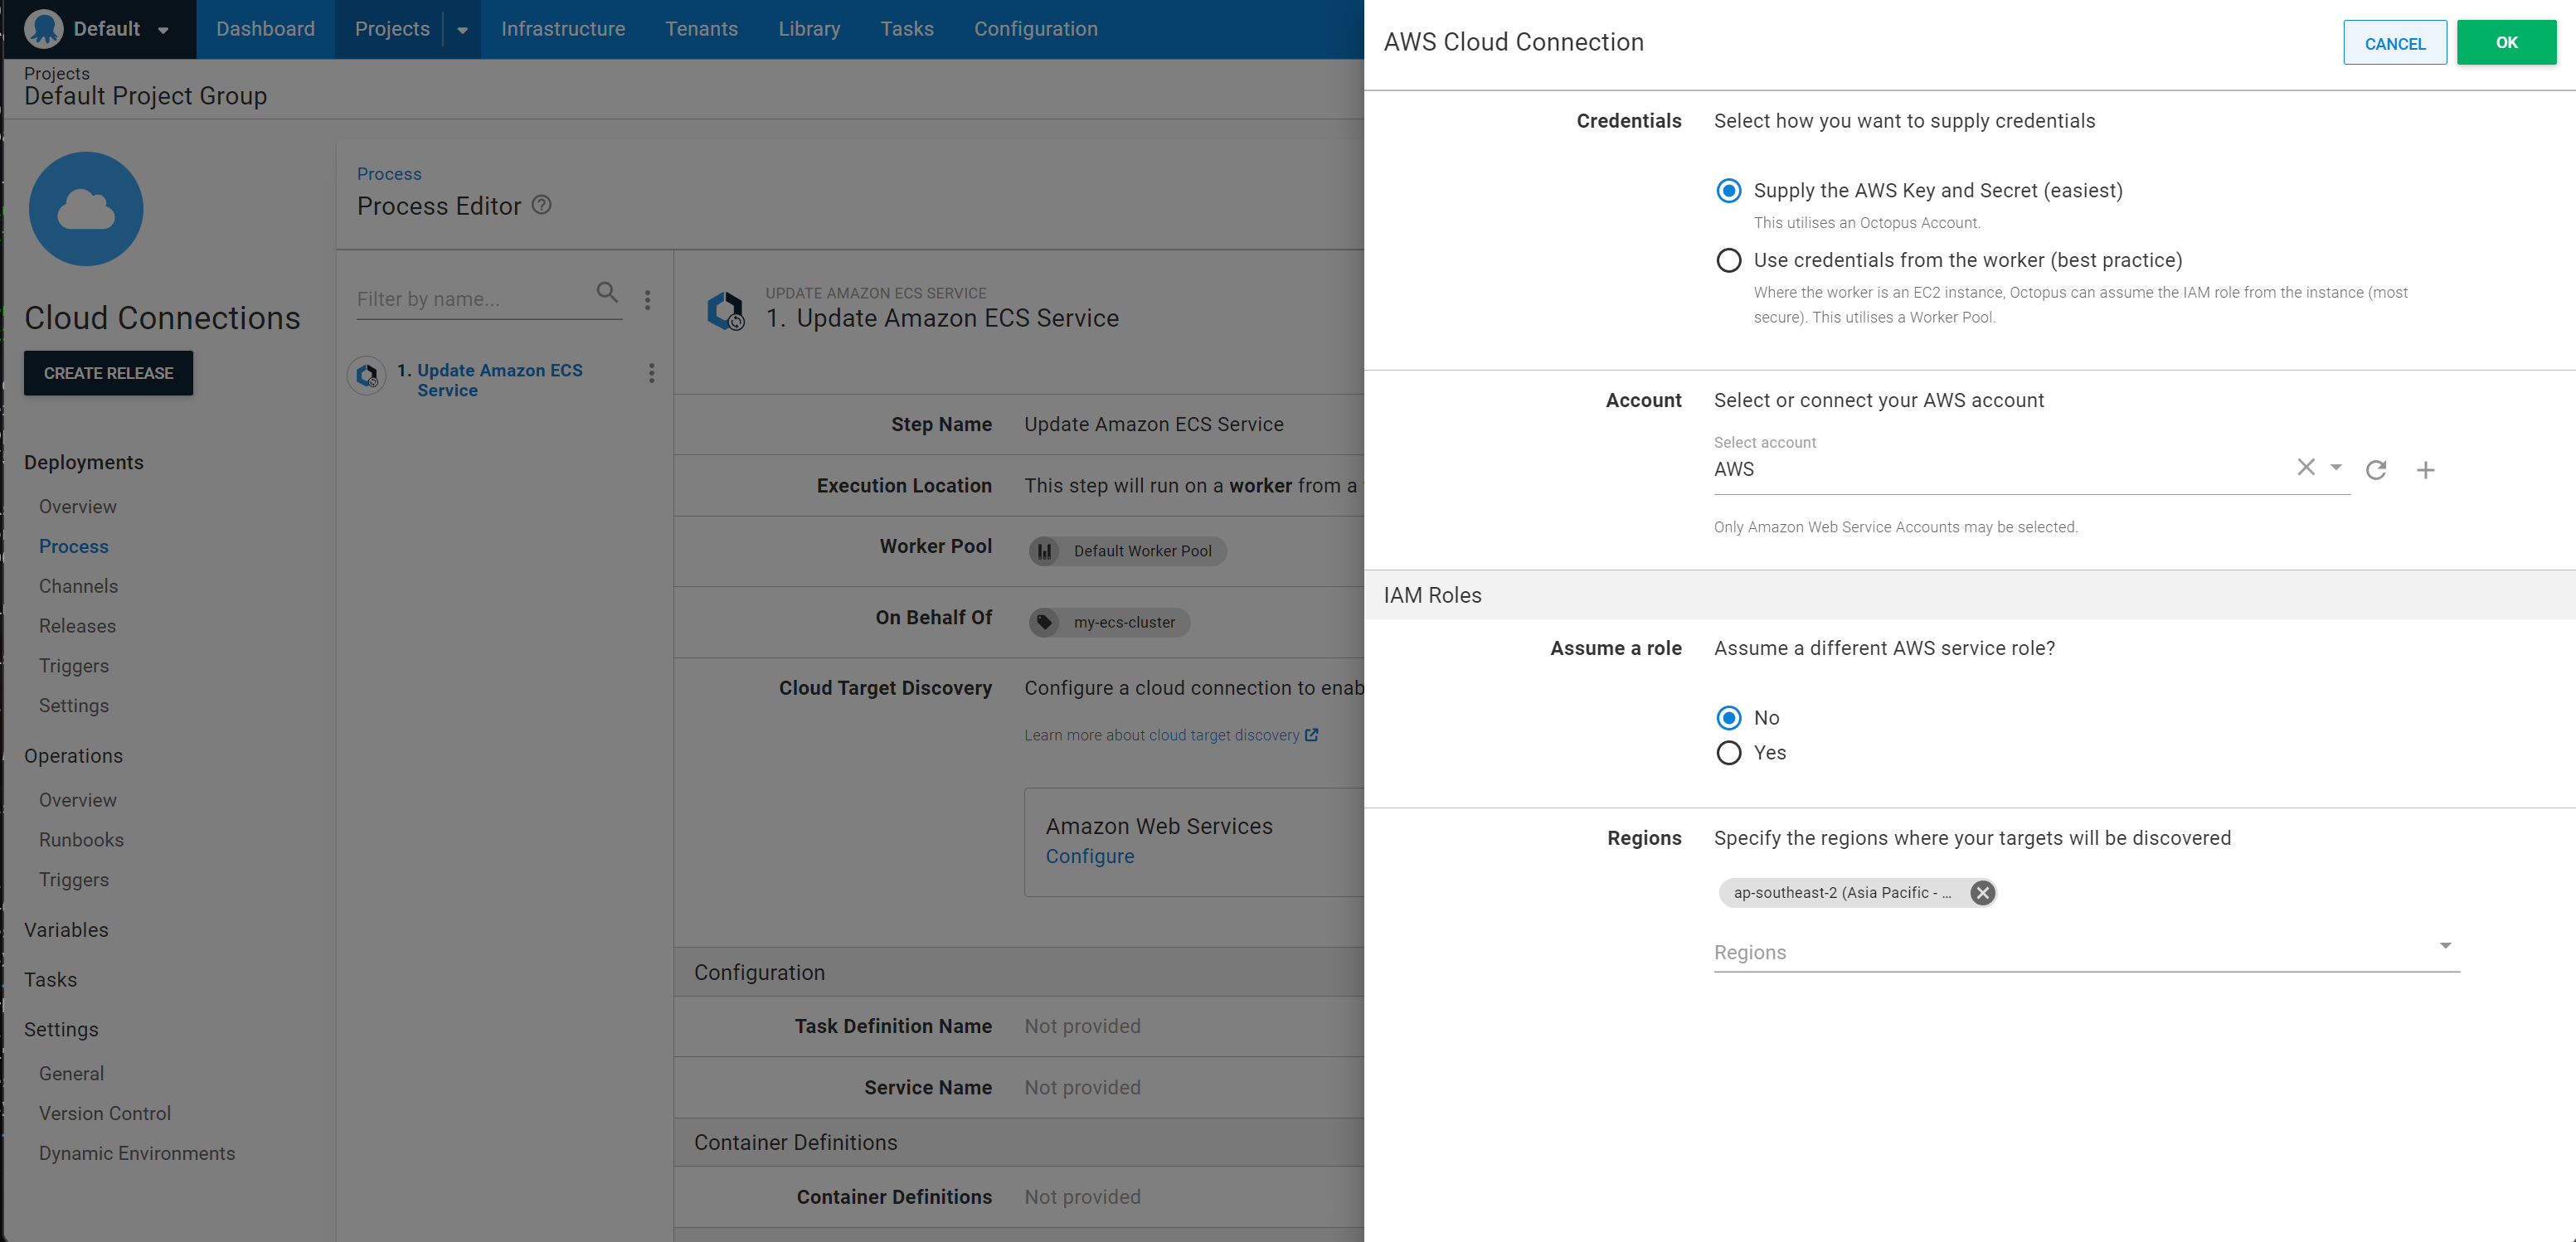 Default
Dashboard
Projects
Infrastructure
Tenants
Library
Tasks
Configuration
Projects
Default Project Group
Cloud Connections
CREATE RELEASE
Deployments
Overview
Process
Channels
Releases
Triggers
Settings
Operations
Overview
Runbooks
Triggers
Variables
Tasks
Settings
General
Version Control
Dynamic Environments
Process
Process Editor
Filter by name...
1. Update Amazon ECS
Service
UPDATE AMAZON ECS SERVICE
1. Update Amazon ECS Service
Step Name Update Amazon ECS Service
Execution Location This step will run on a worker from a
Worker Pool Default Worker Pool
On Behalf Of my-ecs-cluster
Cloud Target Discovery Configure a cloud connection to enab
Learn more about cloud target discovery
Amazon Web Services
Configure
Configuration
Task Definition Name Not provided
Service Name Not provided
Container Definitions
Container Definitions Not provided
AWS Cloud Connection
CANCEL
OK
Credentials Select how you want to supply credentials
Supply the AWS Key and Secret (easiest)
This utilises an Octopus Account.
Use credentials from the worker (best practice)
Where the worker is an EC2 instance, Octopus can assume the IAM role from the instance (most
secure). This utilises a Worker Pool.
Account Select or connect your AWS account
Select account
AWS
Only Amazon Web Service Accounts may be selected.
IAM Roles
Assume a role Assume a different AWS service role?
No
Yes
Regions Specify the regions where your targets will be discovered
ap-southeast-2 (Asia Pacific - ...
Regions